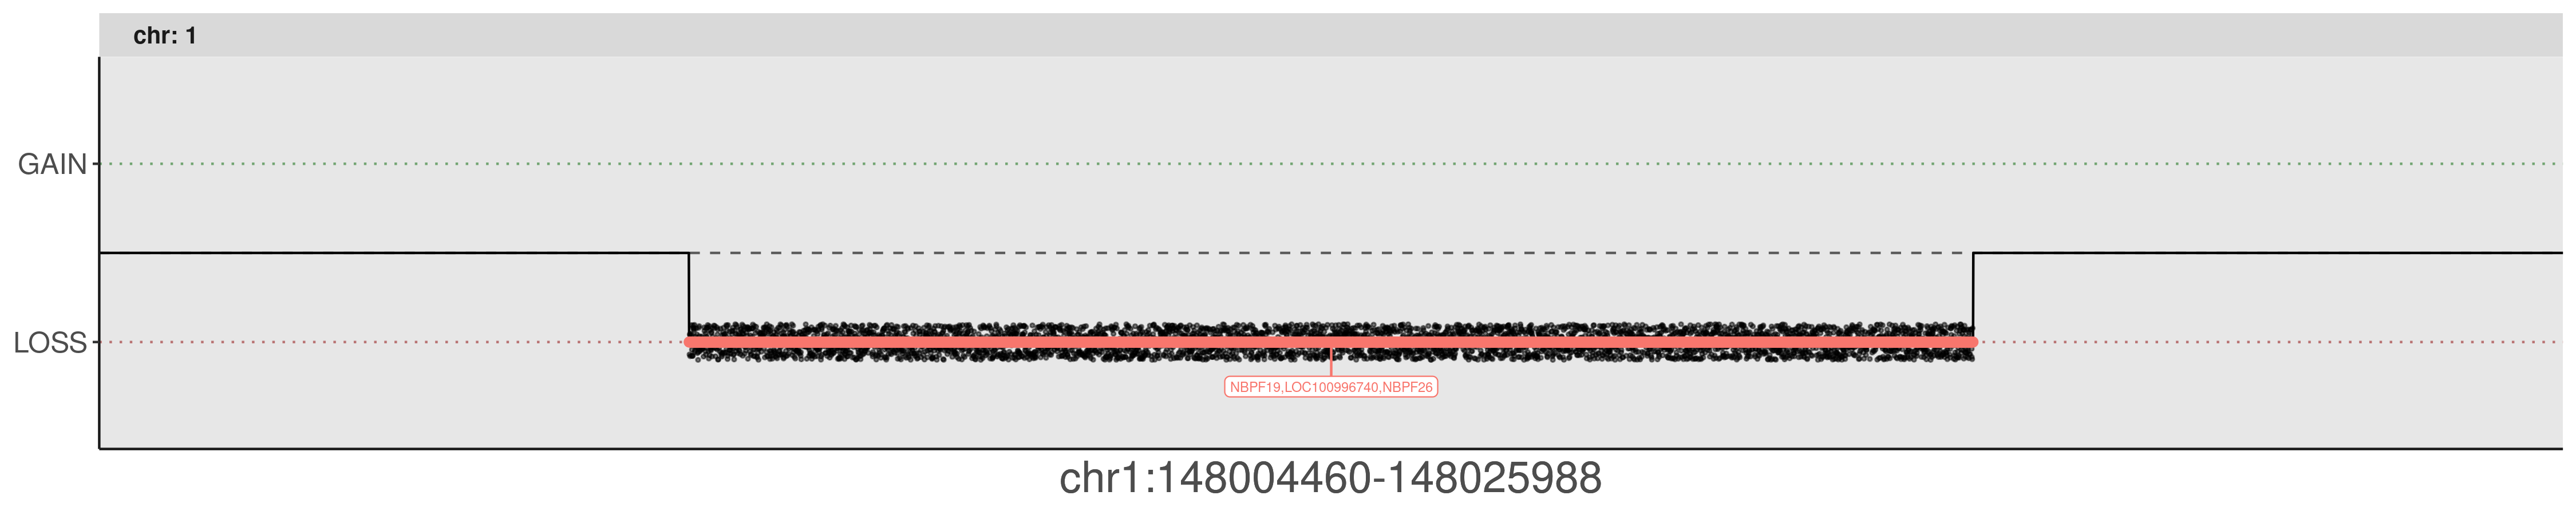 chr: 1
GAIN
LOSS
NBPF19,LOC100996740,NBPF26
chr1:148004460-148025988